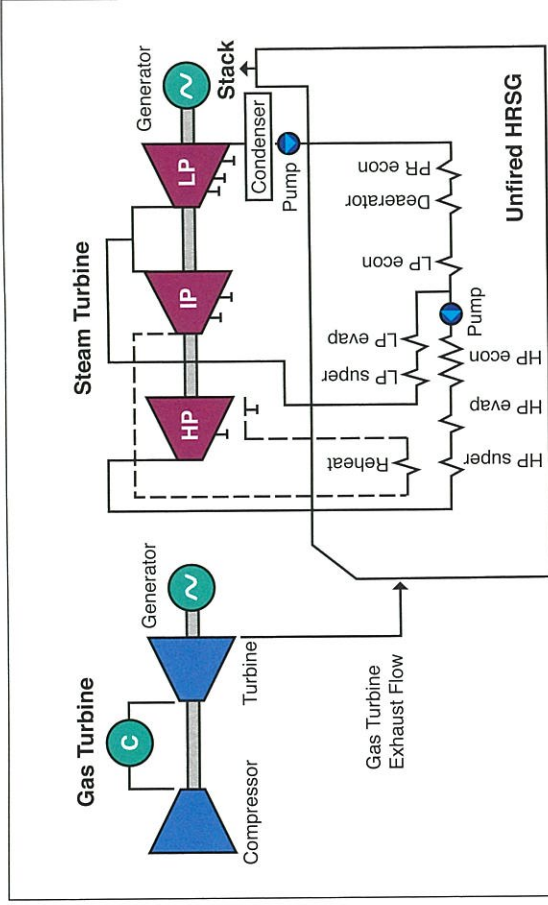 Gas Turbine
C
Compressor
Turbine
Generator
Gas Turbine
Exhaust Flow
Steam Turbine
HP
IP
LP
Generator
Stack
Condenser
Pump
Reheat
LP super
LP evap
LP econ
Deaerator
PR econ
HP super
HP evap
HP econ
Pump
Unfired HRSG